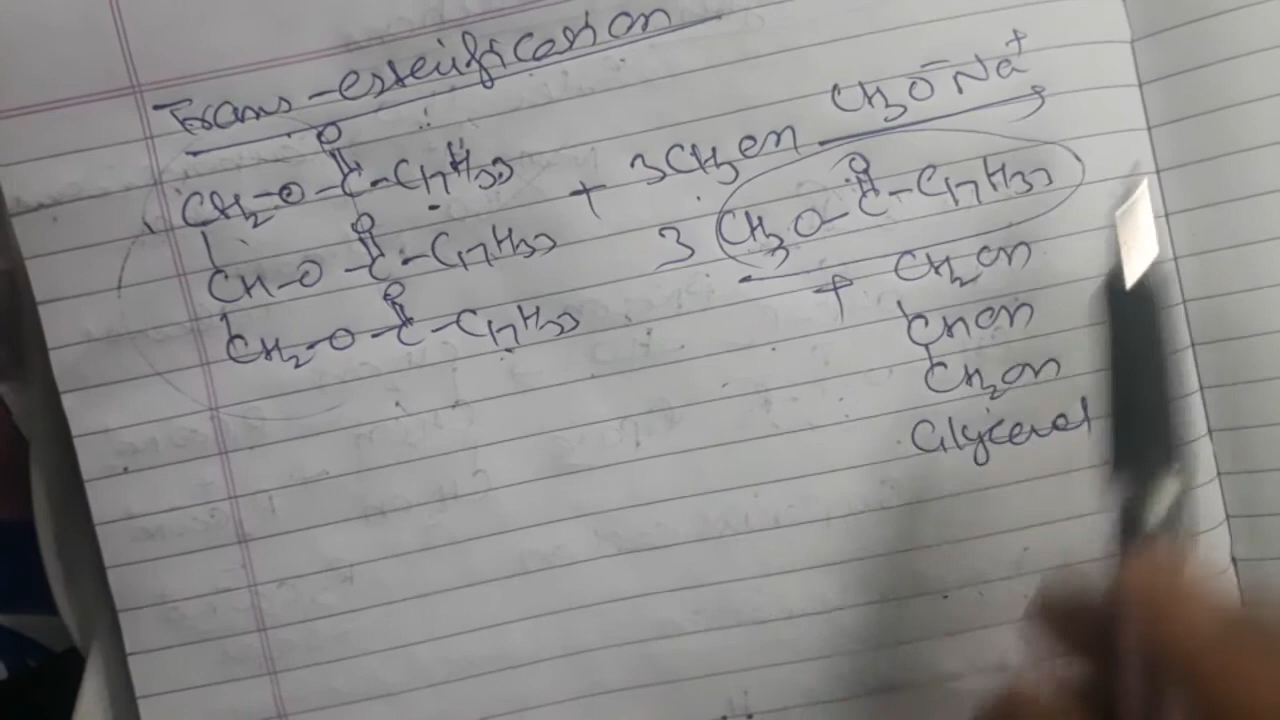 Trans-esterification
O
CH2-O-C-C17H33 + 3CH3OH CH3O-Na+
O
CH-O-C-C17H33 3 CH3O-C-C17H33
O
CH2-O-C-C17H33 + CH2OH
CHOH
CH2OH
Glycerol